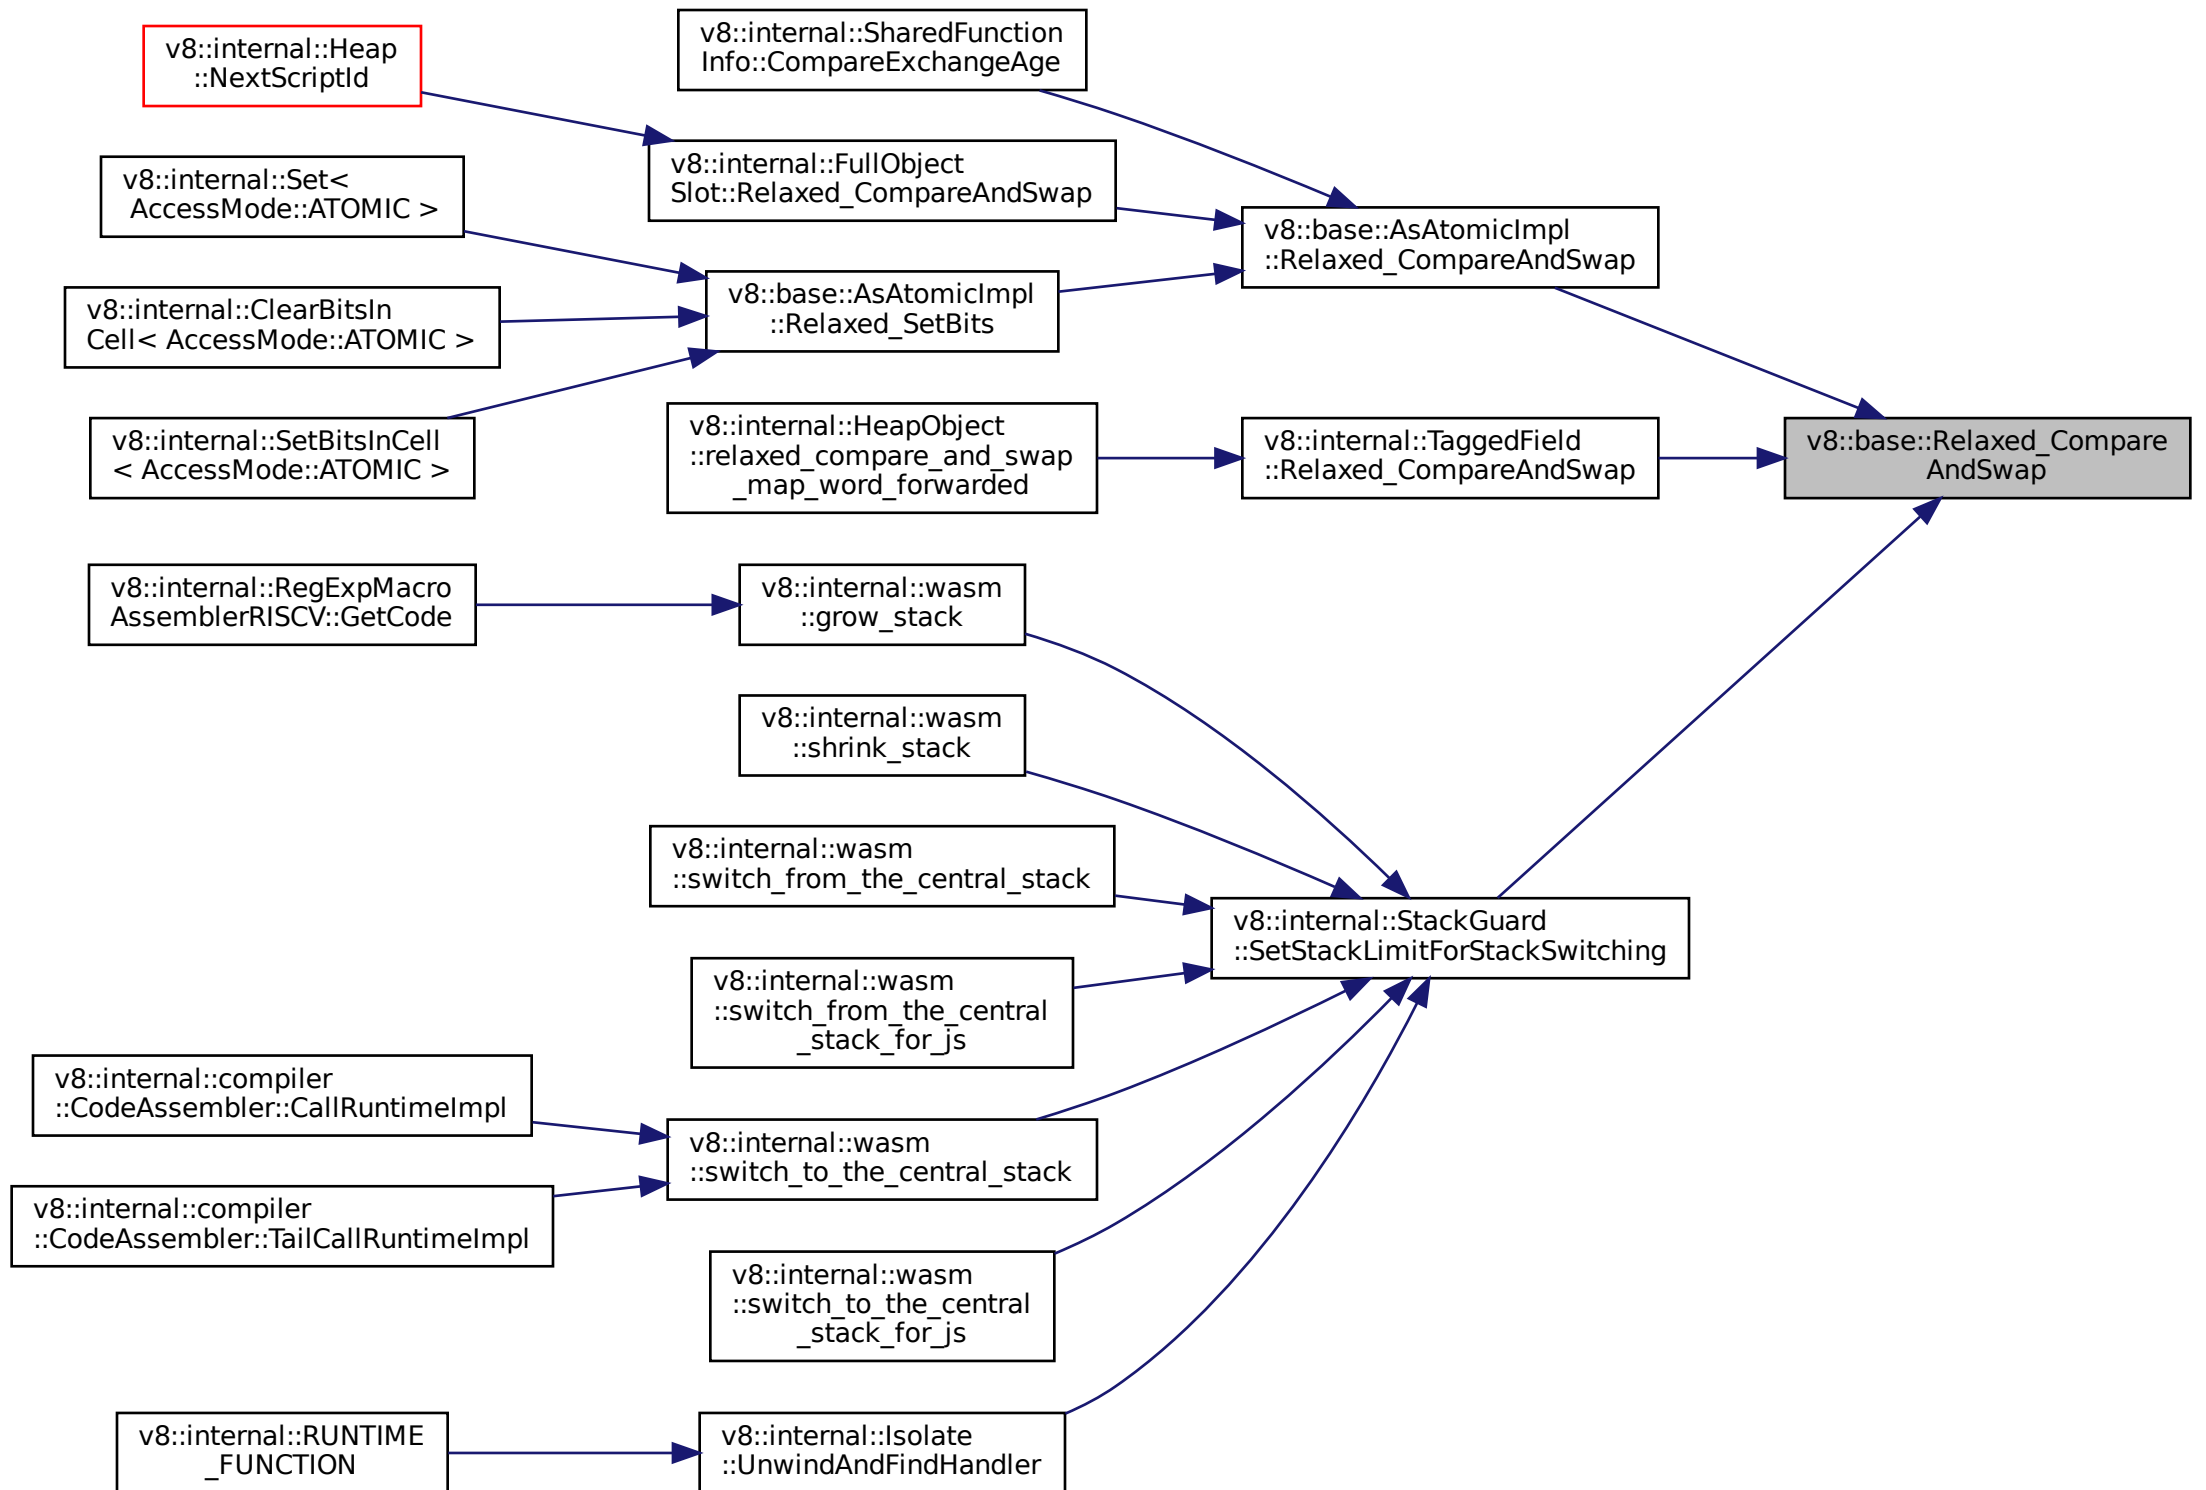 v8::internal::SharedFunction
Info::CompareExchangeAge
v8::internal::Heap
::NextScriptId
v8::internal::FullObject
Slot::Relaxed_CompareAndSwap
v8::internal::Set<
AccessMode::ATOMIC >
v8::base::AsAtomicImpl
::Relaxed_CompareAndSwap
v8::base::AsAtomicImpl
::Relaxed_SetBits
v8::internal::ClearBitsIn
Cell< AccessMode::ATOMIC >
v8::internal::SetBitsInCell
< AccessMode::ATOMIC >
v8::internal::HeapObject
::relaxed_compare_and_swap
_map_word_forwarded
v8::internal::TaggedField
::Relaxed_CompareAndSwap
v8::base::Relaxed_Compare
AndSwap
v8::internal::RegExpMacro
AssemblerRISCV::GetCode
v8::internal::wasm
::grow_stack
v8::internal::wasm
::shrink_stack
v8::internal::wasm
::switch_from_the_central_stack
v8::internal::StackGuard
::SetStackLimitForStackSwitching
v8::internal::wasm
::switch_from_the_central
_stack_for_js
v8::internal::compiler
::CodeAssembler::CallRuntimeImpl
v8::internal::wasm
::switch_to_the_central_stack
v8::internal::compiler
::CodeAssembler::TailCallRuntimeImpl
v8::internal::wasm
::switch_to_the_central
_stack_for_js
v8::internal::RUNTIME
_FUNCTION
v8::internal::Isolate
::UnwindAndFindHandler